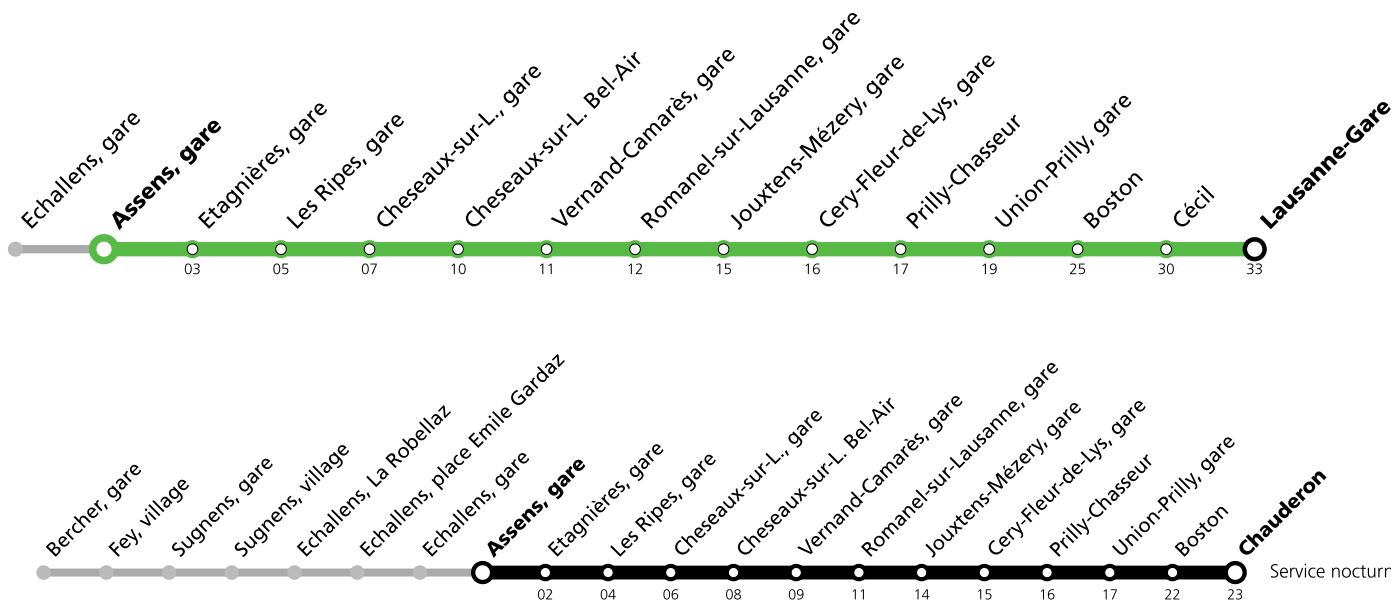 Echallens, gare
Assens, gare
Etagnières, gare
Les Ripes, gare
Cheseaux-sur-L., gare
Cheseaux-sur-L. Bel-Air
Vernand-Camarès, gare
Romanel-sur-Lausanne, gare
Jouxtens-Mézery, gare
Cery-Fleur-de-Lys, gare
Prilly-Chasseur
Union-Prilly, gare
Boston
Cécil
Lausanne-Gare
03 05 07 10 11 12 15 16 17 19 25 30 33
Bercher, gare
Fey, village
Sugnens, gare
Sugnens, village
Echallens, La Robellaz
Echallens, place Emile Gardaz
Echallens, gare
Assens, gare
Etagnières, gare
Les Ripes, gare
Cheseaux-sur-L., gare
Cheseaux-sur-L. Bel-Air
Vernand-Camarès, gare
Romanel-sur-Lausanne, gare
Jouxtens-Mézery, gare
Cery-Fleur-de-Lys, gare
Prilly-Chasseur
Union-Prilly, gare
Boston
Chauderon
Service nocturn
02 04 06 08 09 11 14 15 16 17 22 23